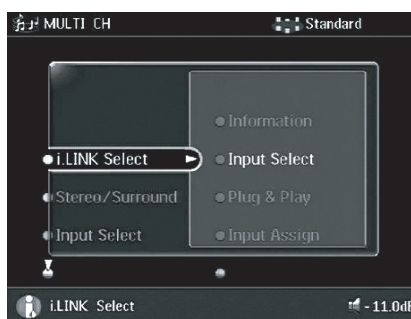 MULTI CH Standard
Information
i.LINK Select Input Select
Stereo/Surround Plug & Play
Input Select Input Assign
i.LINK Select -11.0dB